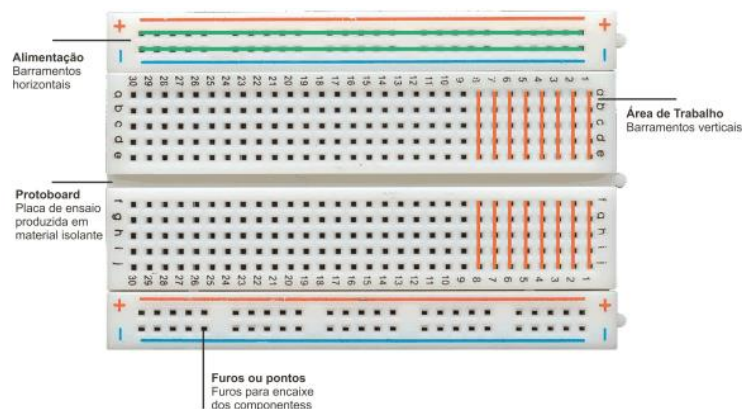 + +
Alimentação
Barramentos
horizontais
− −
30 29 28 27 26 25 24 23 22 21 20 19 18 17 16 15 14 13 12 11 10 9 8 7 6 5 4 3 2 1
a a
b b
c c
d d
e e
Área de Trabalho
Barramentos verticais
Protoboard
Placa de ensaio
produzida em
material isolante
f f
g g
h h
i i
j j
30 29 28 27 26 25 24 23 22 21 20 19 18 17 16 15 14 13 12 11 10 9 8 7 6 5 4 3 2 1
+ +
− −
Furos ou pontos
Furos para encaixe
dos componentess